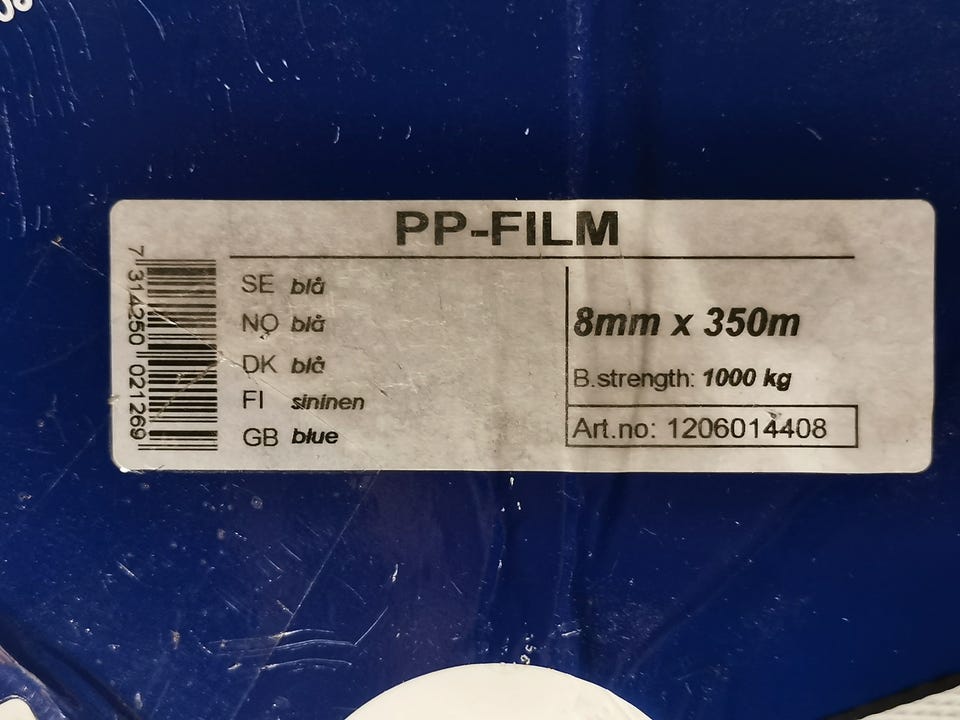 PP-FILM
SE blå
NO blå
DK blå
FI sininen
GB blue
8mm x 350m
B.strength: 1000 kg
Art.no: 1206014408
7 314250 021269